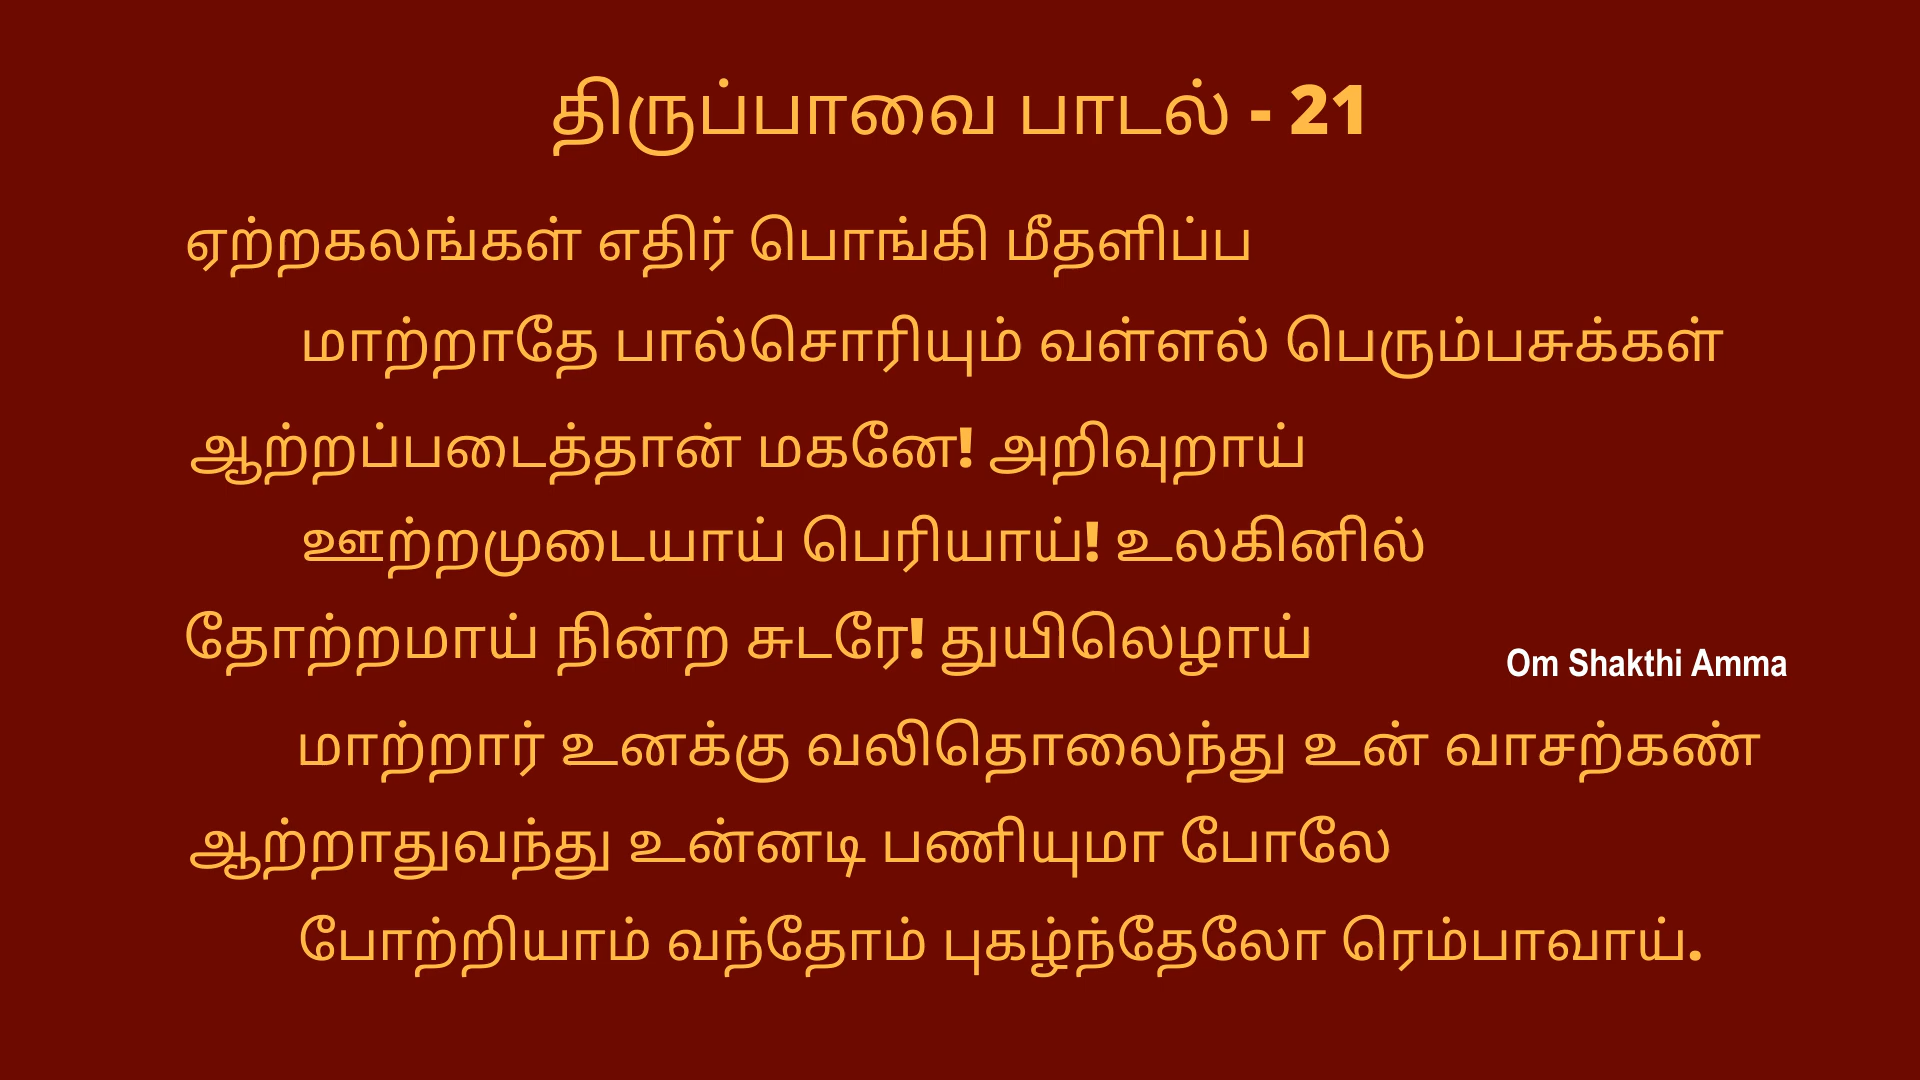 திருப்பாவை பாடல் - 21
ஏற்றகலங்கள் எதிர் பொங்கி மீதளிப்ப
மாற்றாதே பால்சொரியும் வள்ளல் பெரும்பசுக்கள்
ஆற்றப்படைத்தான் மகனே! அறிவுறாய்
ஊற்றமுடையாய் பெரியாய்! உலகினில்
தோற்றமாய் நின்ற சுடரே! துயிலெழாய்
Om Shakthi Amma
மாற்றார் உனக்கு வலிதொலைந்து உன் வாசற்கண்
ஆற்றாதுவந்து உன்னடி பணியுமா போலே
போற்றியாம் வந்தோம் புகழ்ந்தேலோ ரெம்பாவாய்.